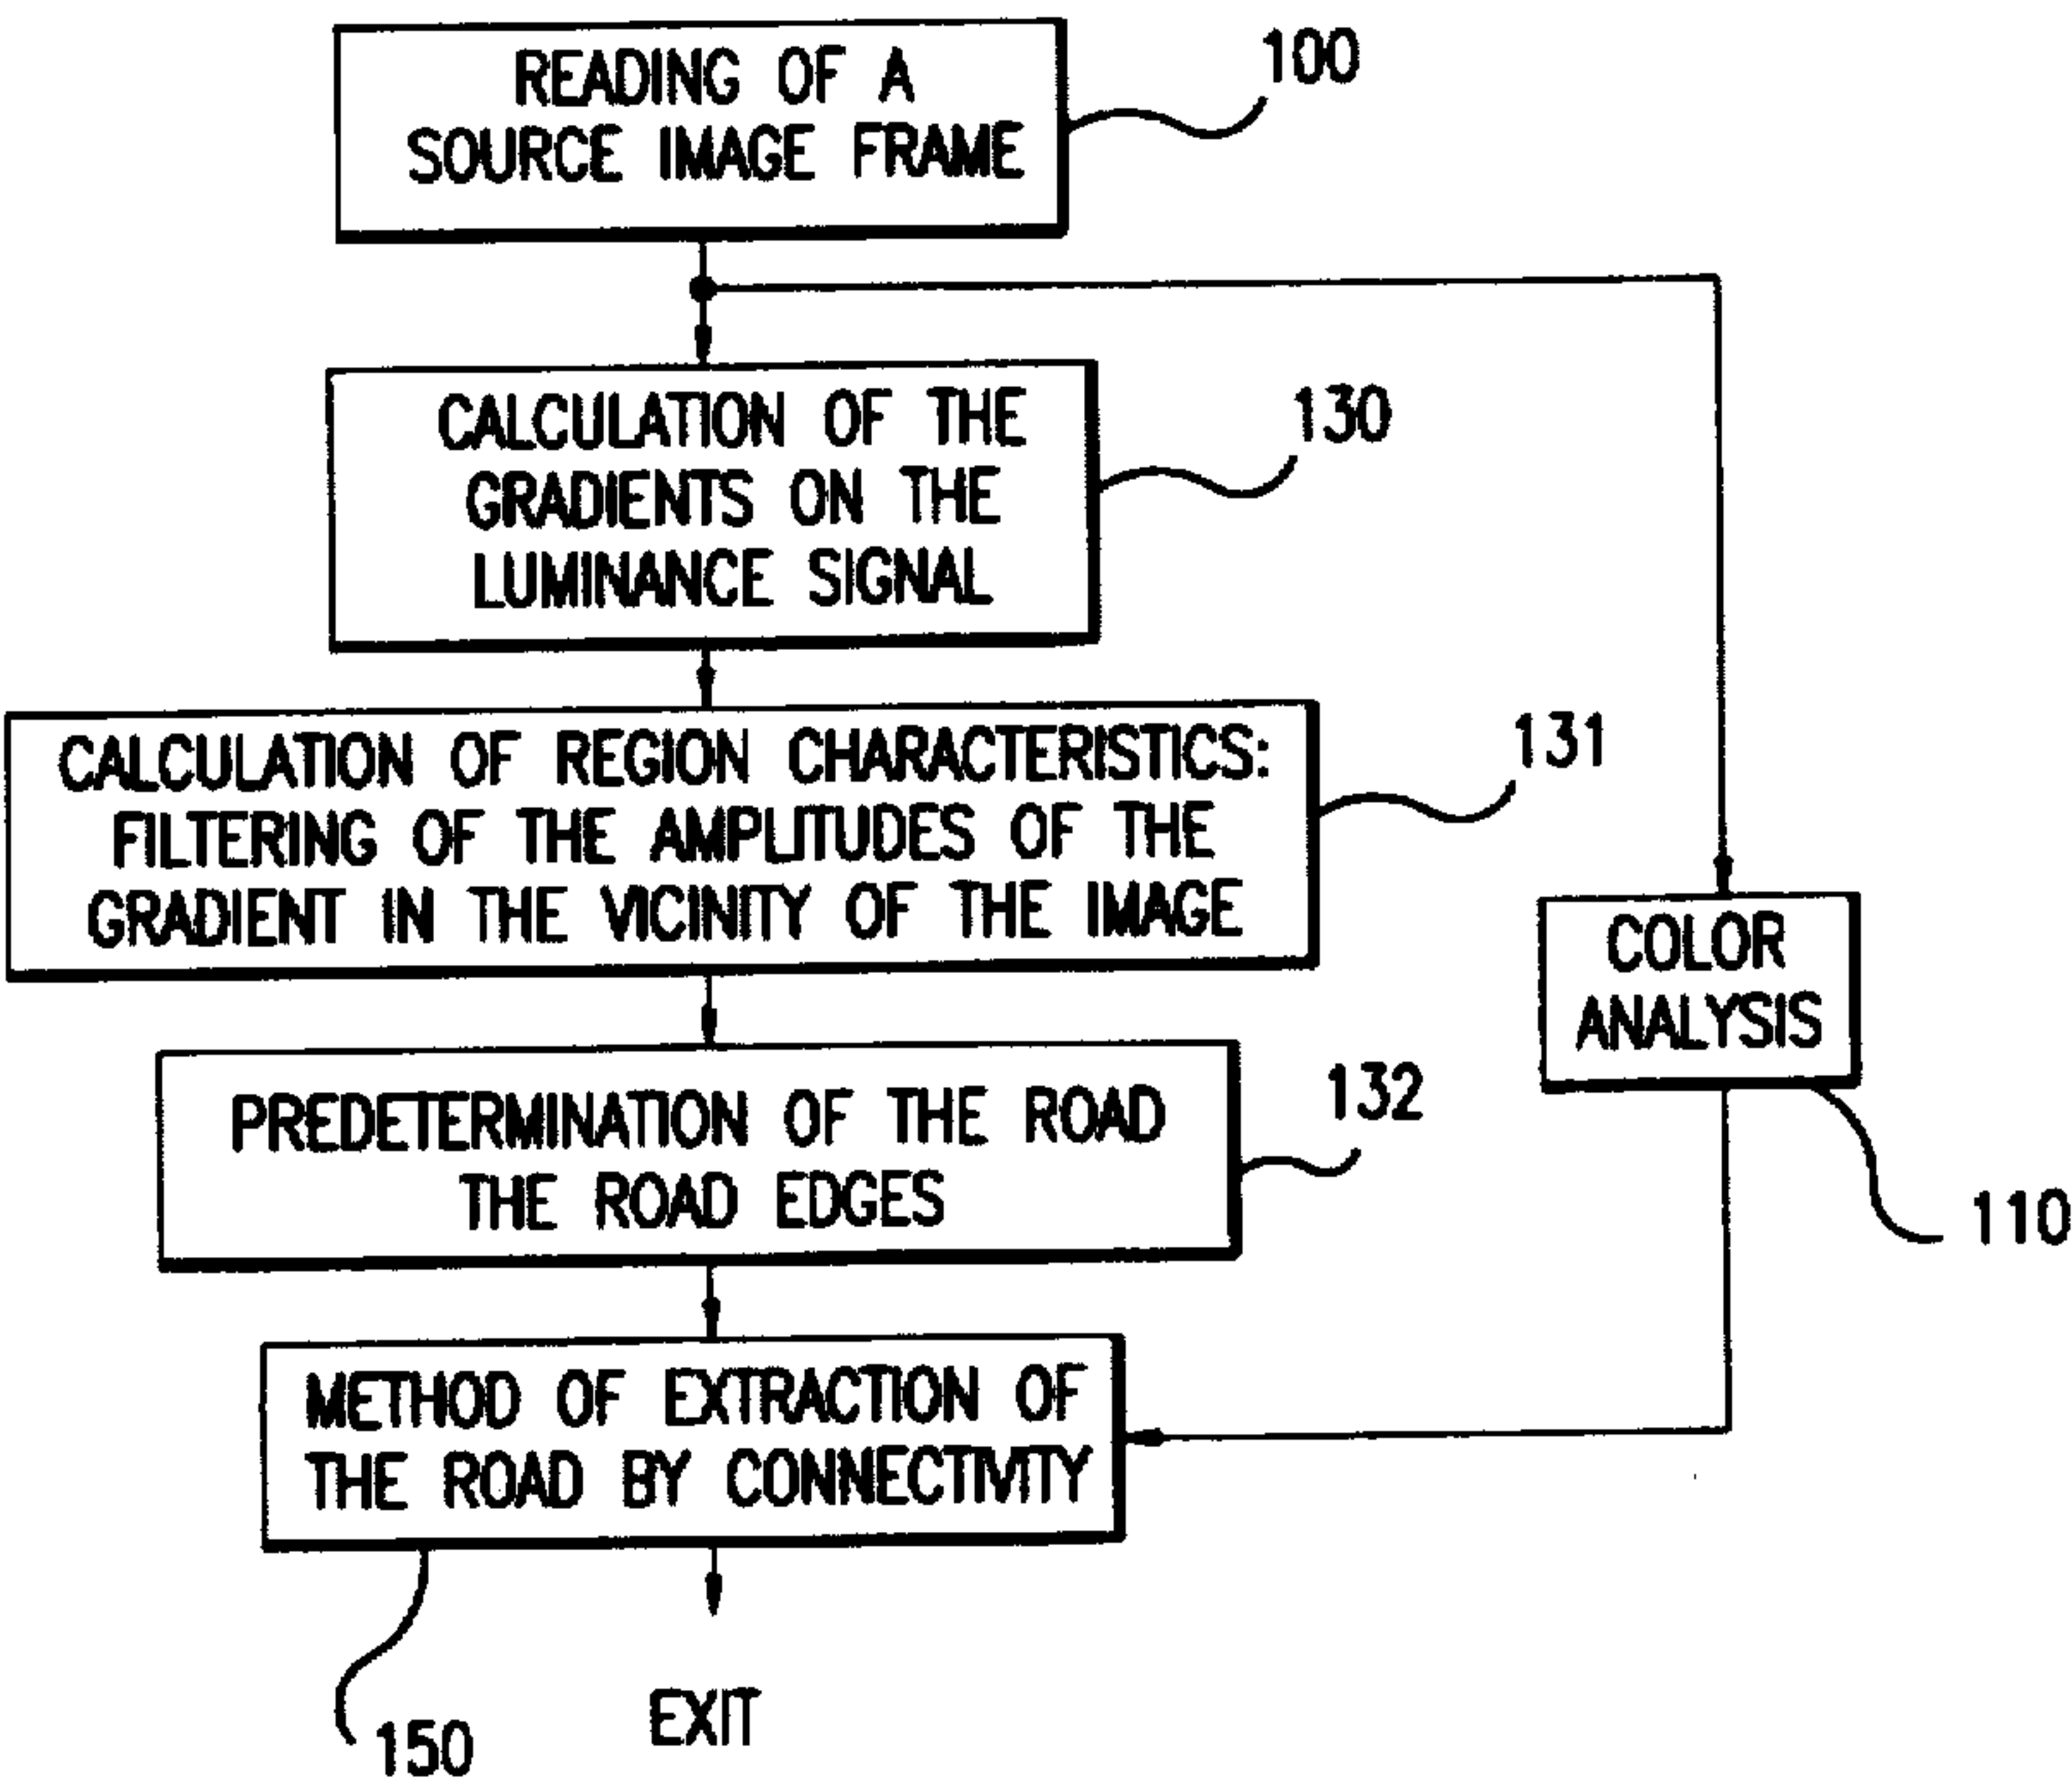 READING OF A
SOURCE IMAGE FRAME
100
CALCULATION OF THE
GRADIENTS ON THE
LUMINANCE SIGNAL
130
CALCULATION OF REGION CHARACTERISTICS:
FILTERING OF THE AMPLITUDES OF THE
GRADIENT IN THE VICINITY OF THE IMAGE
131
COLOR
ANALYSIS
110
PREDETERMINATION OF THE ROAD
THE ROAD EDGES
132
METHOD OF EXTRACTION OF
THE ROAD BY CONNECTIVITY
150
EXIT